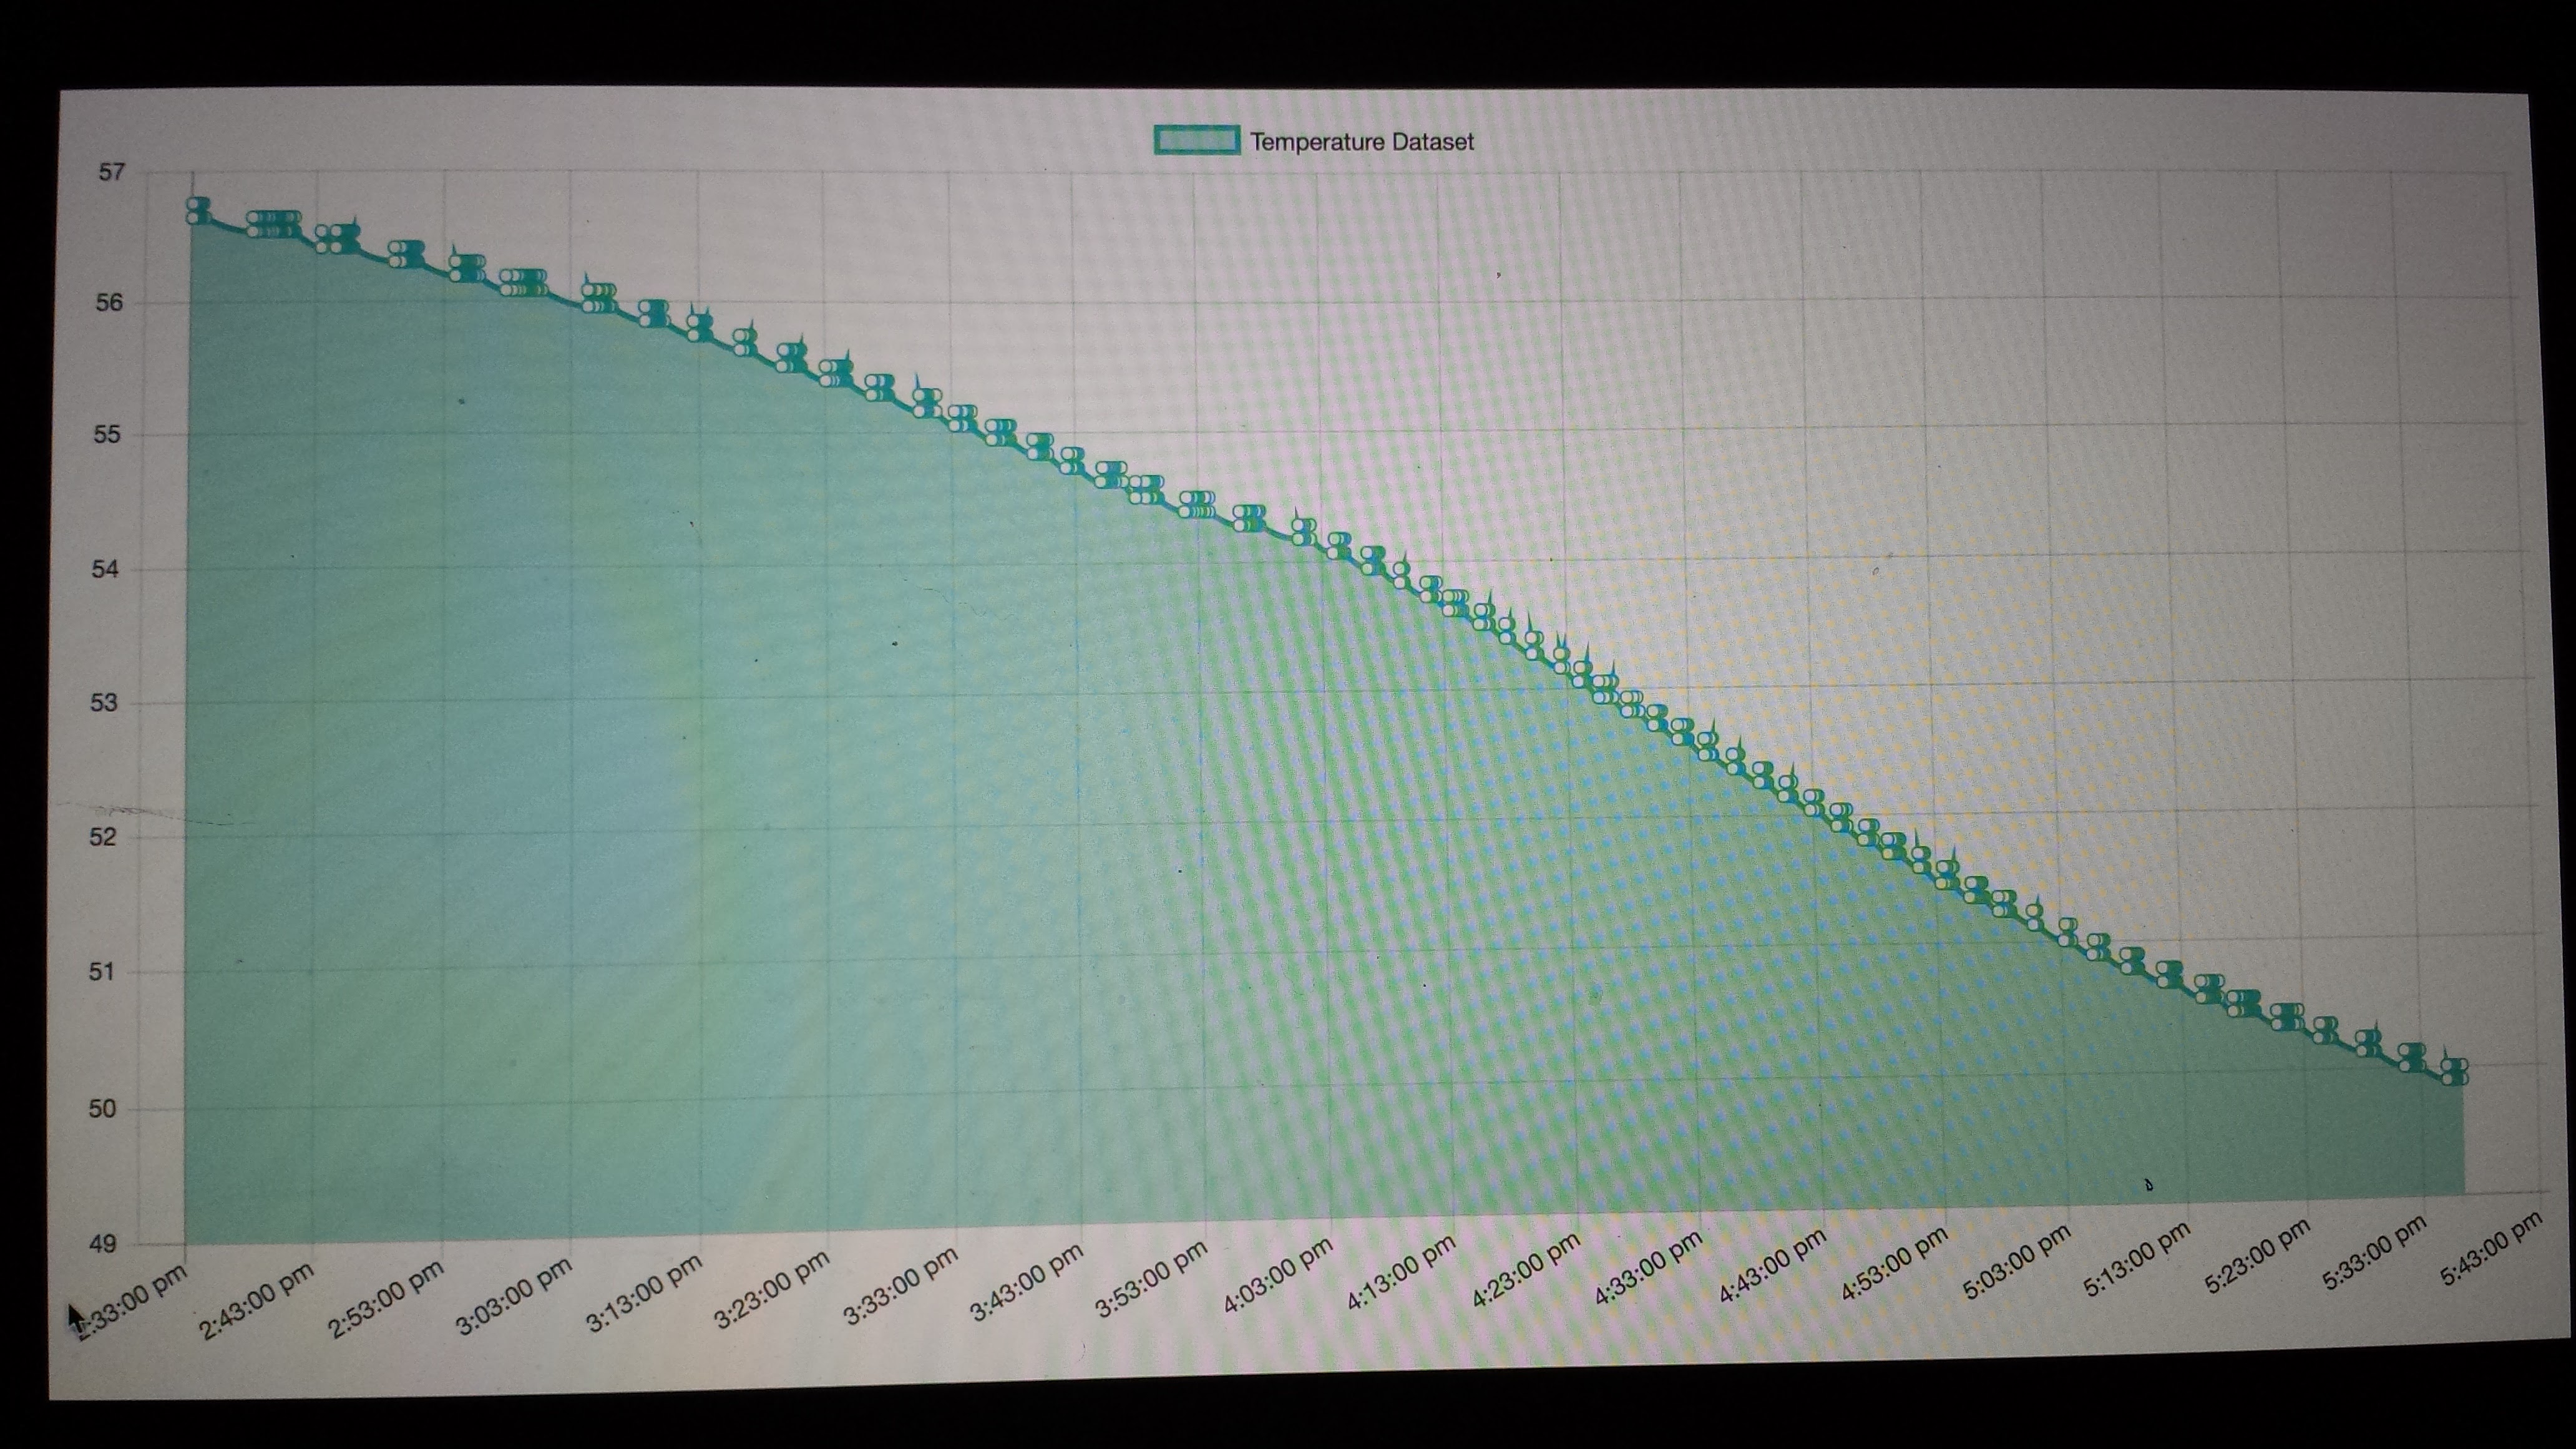 Temperature Dataset
57
56
55
54
53
52
51
50
49
2:33:00 pm
2:43:00 pm
2:53:00 pm
3:03:00 pm
3:13:00 pm
3:23:00 pm
3:33:00 pm
3:43:00 pm
3:53:00 pm
4:03:00 pm
4:13:00 pm
4:23:00 pm
4:33:00 pm
4:43:00 pm
4:53:00 pm
5:03:00 pm
5:13:00 pm
5:23:00 pm
5:33:00 pm
5:43:00 pm